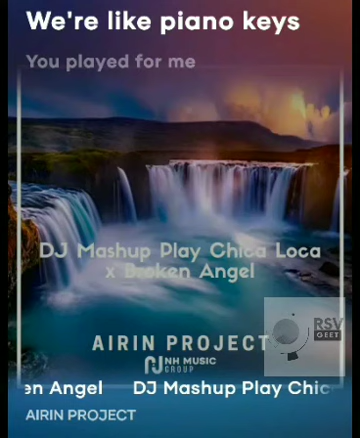 We're like piano keys
You played for me
DJ Mashup Play Chica Loca
x Broken Angel
RSV
GEET
AIRIN PROJECT
NH MUSIC
GROUP
en Angel DJ Mashup Play Chic
AIRIN PROJECT